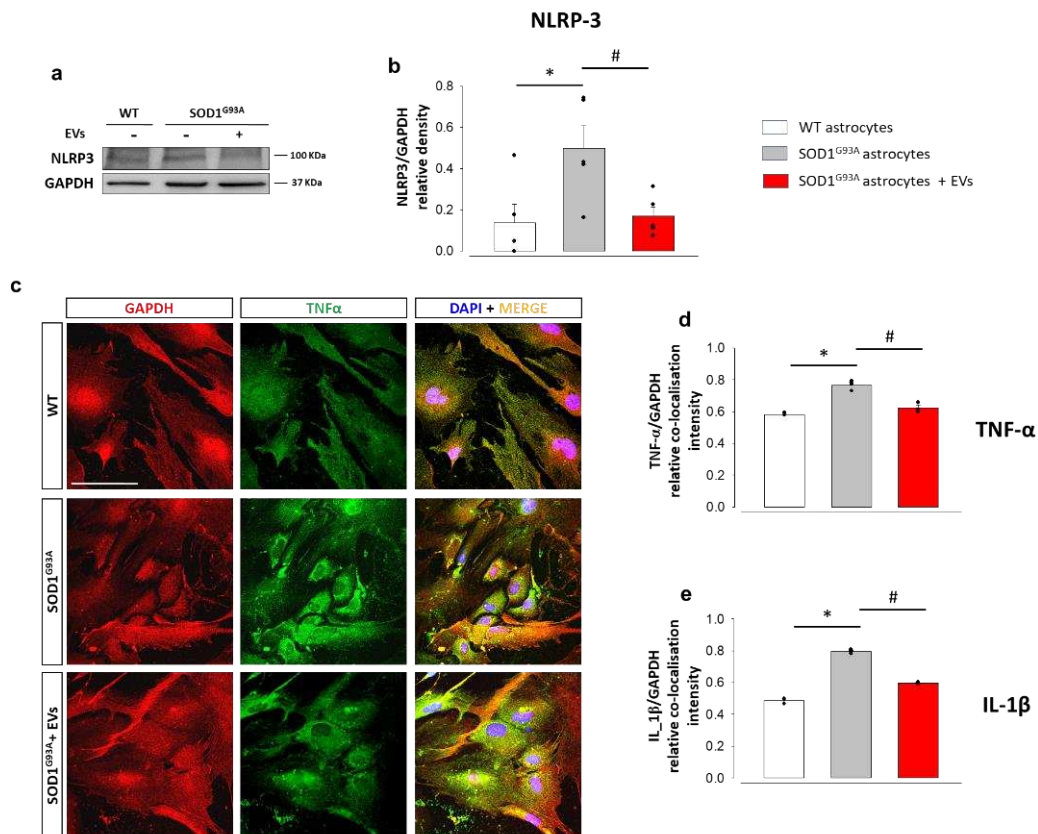 NLRP-3
a
WT SOD1G93A
EVs - - +
NLRP3 100 KDa
GAPDH 37 KDa
b
* #
NLRP3/GAPDH
relative density
0.8
0.6
0.4
0.2
0.0
WT astrocytes
SOD1G93A astrocytes
SOD1G93A astrocytes + EVs
c
GAPDH TNFα DAPI + MERGE
WT
SOD1G93A
SOD1G93A+ EVs
d
* #
TNF-α/GAPDH
relative co-localisation
intensity
1.0
0.8
0.6
0.4
0.2
0.0
TNF-α
e
* #
IL_1β/GAPDH
relative co-localisation
intensity
1.0
0.8
0.6
0.4
0.2
0.0
IL-1β